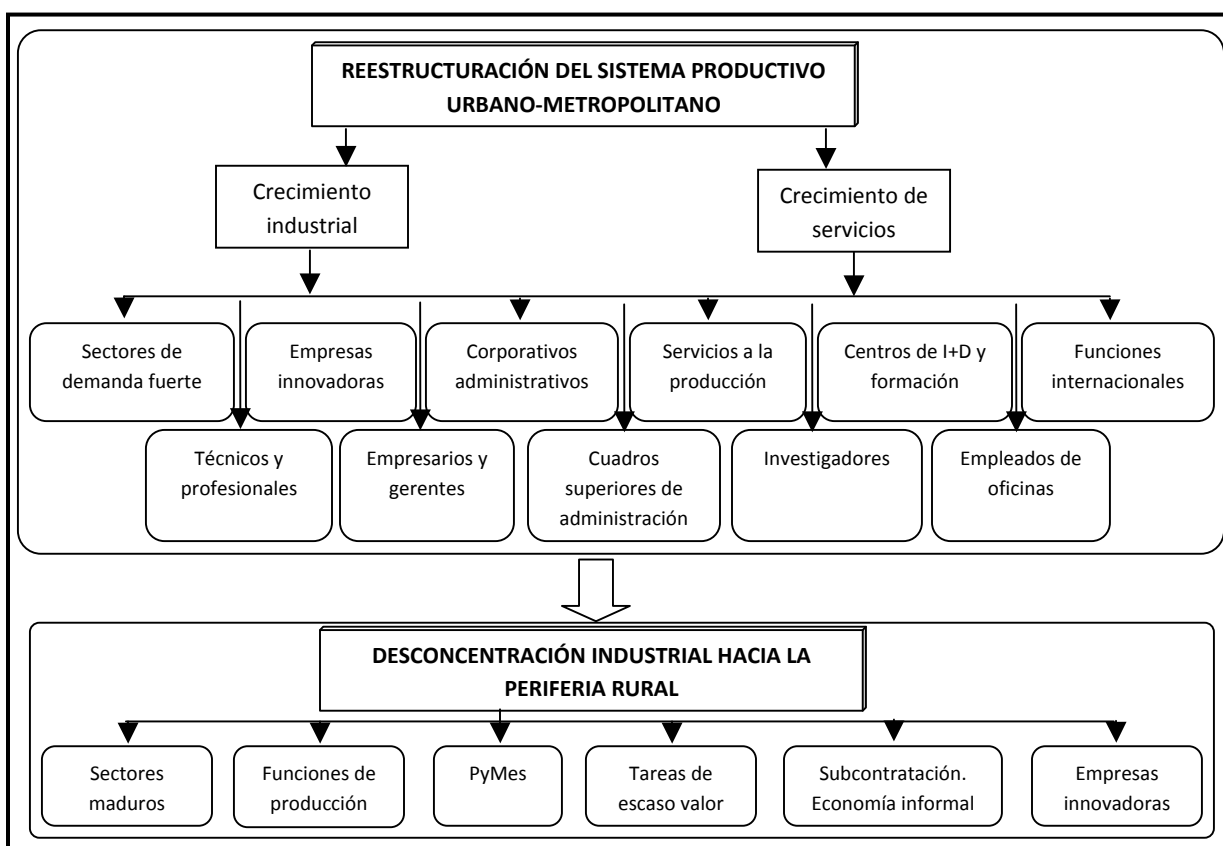 REESTRUCTURACIÓN DEL SISTEMA PRODUCTIVO
URBANO-METROPOLITANO
Crecimiento
industrial
Crecimiento de
servicios
Sectores de
demanda fuerte
Empresas
innovadoras
Corporativos
administrativos
Servicios a la
producción
Centros de I+D y
formación
Funciones
internacionales
Técnicos y
profesionales
Empresarios y
gerentes
Cuadros
superiores de
administración
Investigadores
Empleados de
oficinas
DESCONCENTRACIÓN INDUSTRIAL HACIA LA
PERIFERIA RURAL
Sectores
maduros
Funciones de
producción
PyMes
Tareas de
escaso valor
Subcontratación.
Economía informal
Empresas
innovadoras